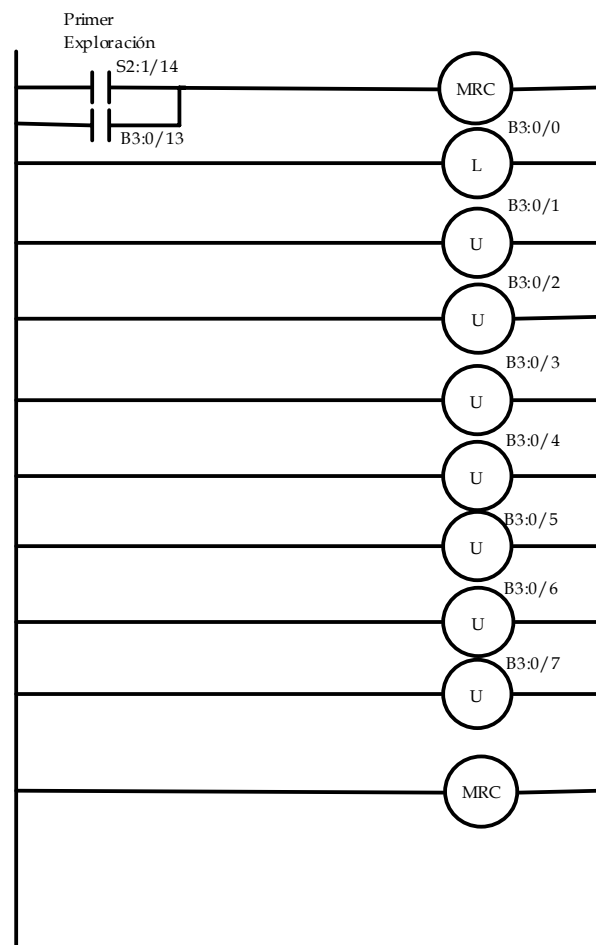 Primer
Exploración
S2:1/14
MRC
B3:0/13
B3:0/0
L
B3:0/1
U
B3:0/2
U
B3:0/3
U
B3:0/4
U
B3:0/5
U
B3:0/6
U
B3:0/7
U
MRC